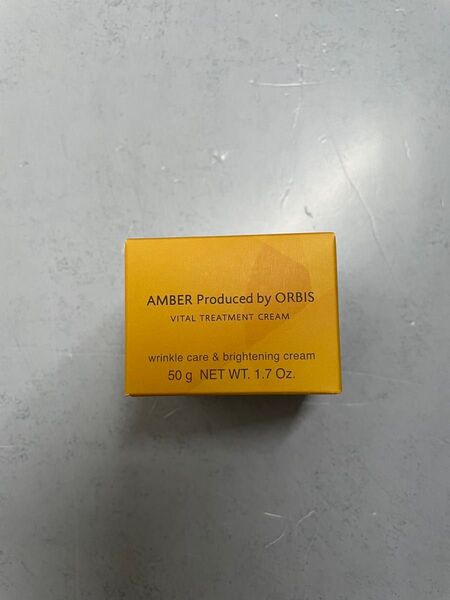 AMBER Produced by ORBIS
VITAL TREATMENT CREAM
wrinkle care & brightening cream
50 g NET WT. 1.7 Oz.